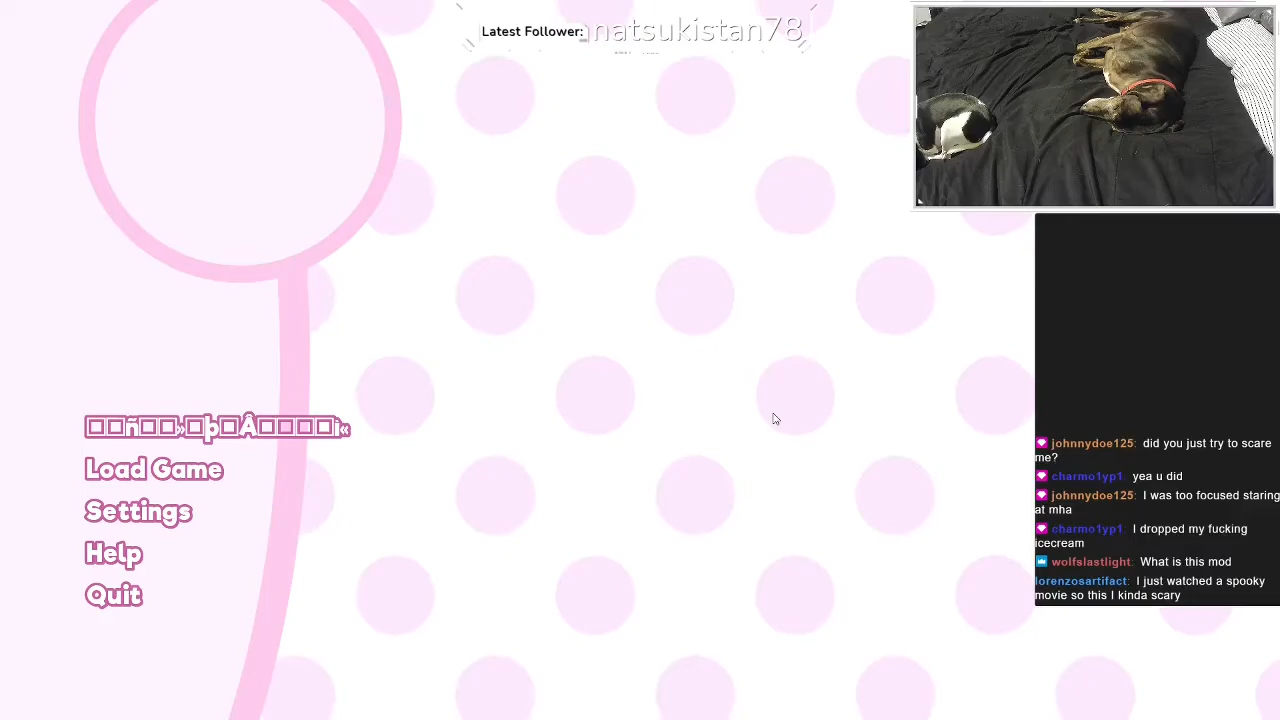 Latest Follower: natsukistan78
□□ñ□□»□þ□Â□□□□ì«
Load Game
Settings
Help
Quit
johnnydoe125: did you just try to scare
me?
charmo1yp1: yea u did
johnnydoe125: I was too focused staring
at mha
charmo1yp1: I dropped my fucking
icecream
wolfslastlight: What is this mod
lorenzosartifact: I just watched a spooky
movie so this I kinda scary